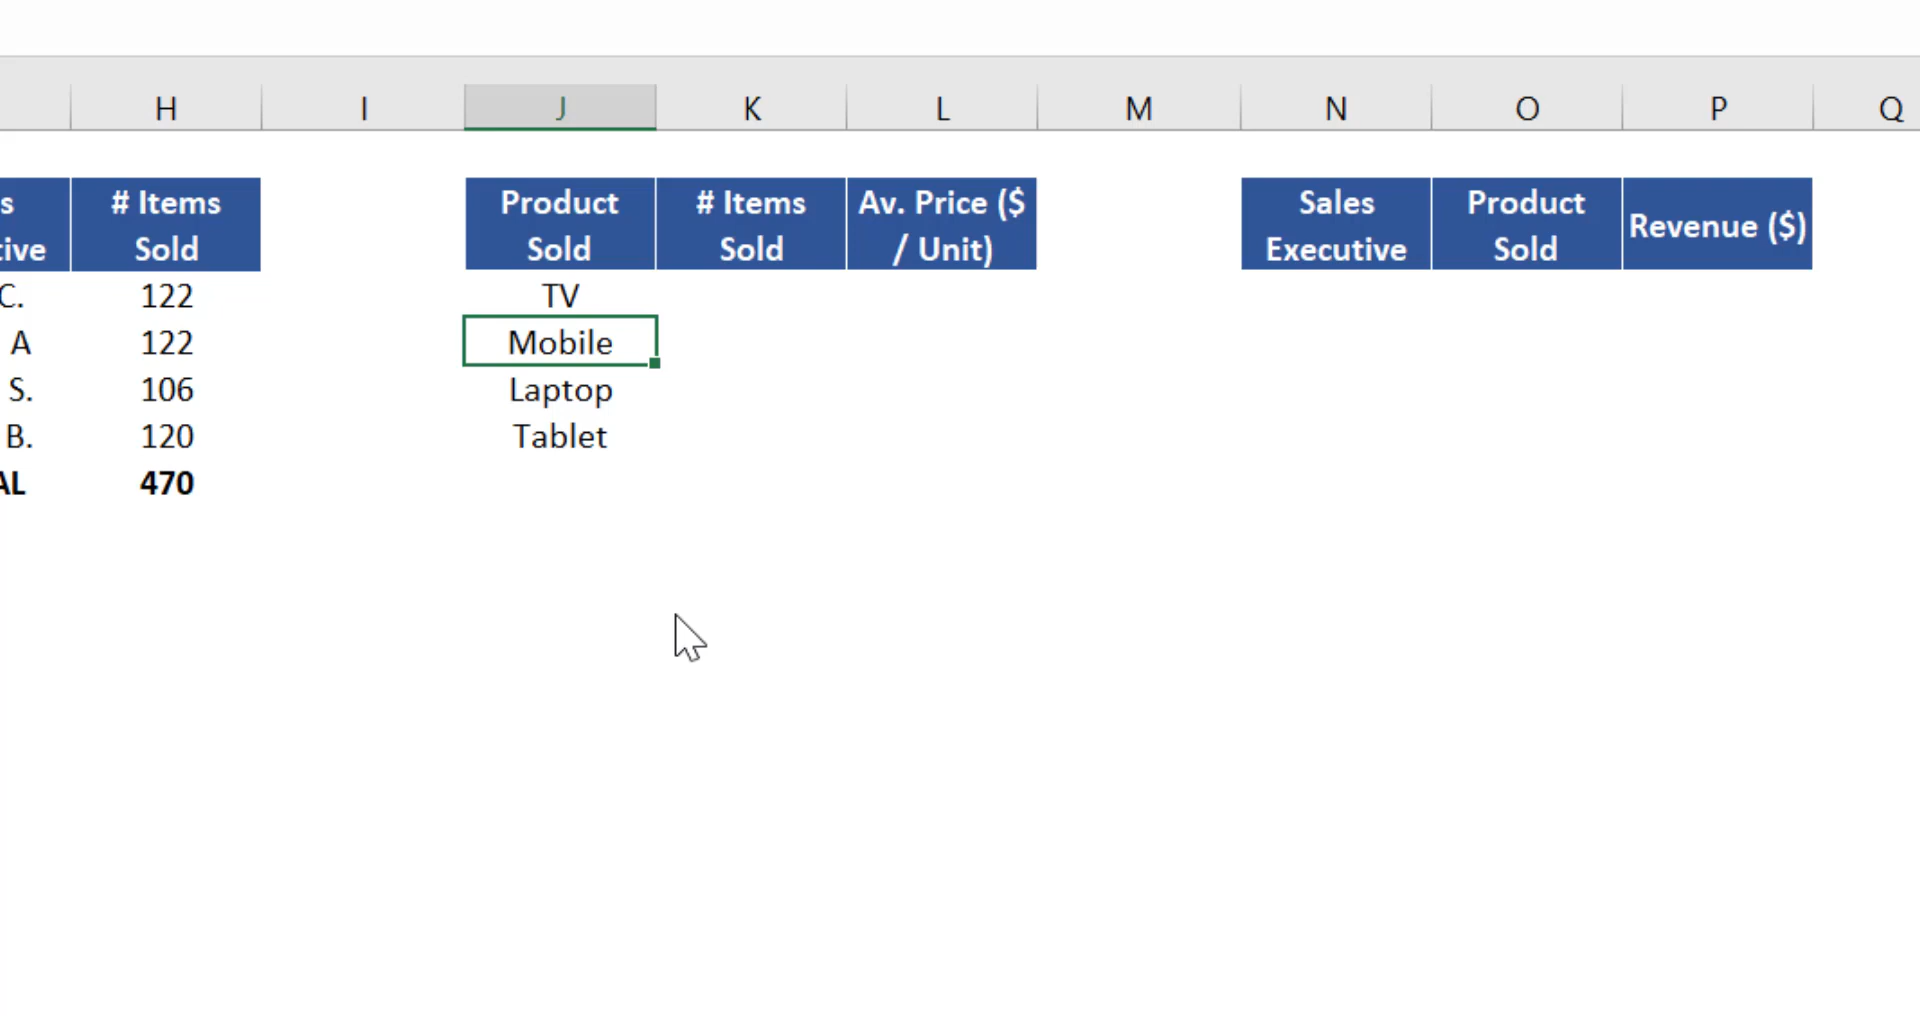 H I J K L M N O P Q
s # Items Product # Items Av. Price ($ Sales Product Revenue ($)
tive Sold Sold Sold / Unit) Executive Sold
C. 122 TV
A 122 Mobile
S. 106 Laptop
B. 120 Tablet
AL 470